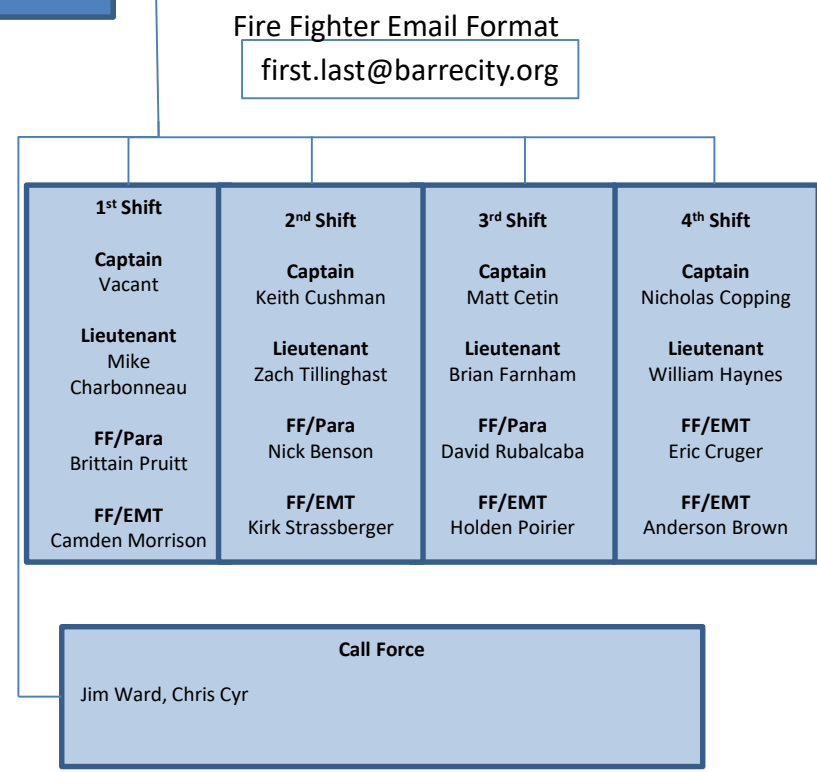 Fire Fighter Email Format
first.last@barrecity.org
1st Shift
Captain
Vacant
Lieutenant
Mike
Charbonneau
FF/Para
Brittain Pruitt
FF/EMT
Camden Morrison
2nd Shift
Captain
Keith Cushman
Lieutenant
Zach Tillinghast
FF/Para
Nick Benson
FF/EMT
Kirk Strassberger
3rd Shift
Captain
Matt Cetin
Lieutenant
Brian Farnham
FF/Para
David Rubalcaba
FF/EMT
Holden Poirier
4th Shift
Captain
Nicholas Copping
Lieutenant
William Haynes
FF/EMT
Eric Cruger
FF/EMT
Anderson Brown
Call Force
Jim Ward, Chris Cyr